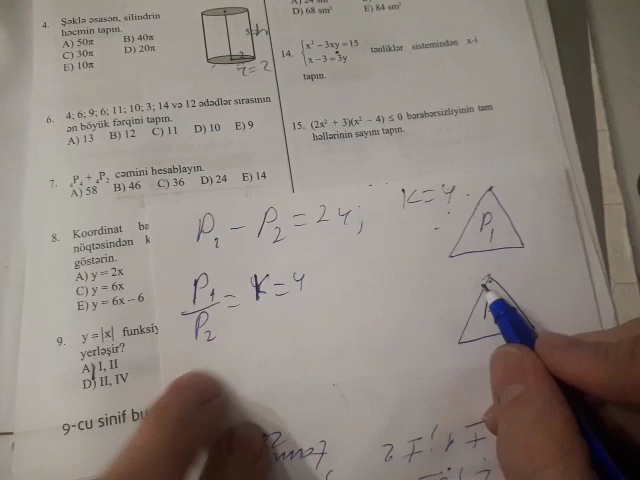 4. Şəklə əsasən, silindrin
həcmin tapın.
A) 50π B) 40π
C) 30π D) 20π
E) 10π
5=h
2
r=2
6. 4; 6; 9; 6; 11; 10; 3; 14 və 12 ədədlər sırasının
ən böyük fərqini tapın.
A) 13 B) 12 C) 11 D) 10 E) 9
7. ₄P₄ + ₄P₂ cəmini hesablayın.
A) 58 B) 46 C) 36 D) 24 E) 14
8. Koordinat ba
nöqtəsindən k
göstərin.
A) y = 2x
C) y = 6x
E) y = 6x – 6
9. y = |x| funksiy
yerləşir?
A) I, II
D) II, IV
9-cu sinif bu
D) 68 sm² E) 84 sm²
14. {x² – 3xy = 15
x – 3 = 3y tənliklər sistemindən x-i
tapın.
15. (2x² + 3)(x² – 4) ≤ 0 bərabərsizliyinin tam
həllərinin sayını tapın.
P₁ – P₂ = 24; K=4
P₁/P₂ = K = 4
P₁